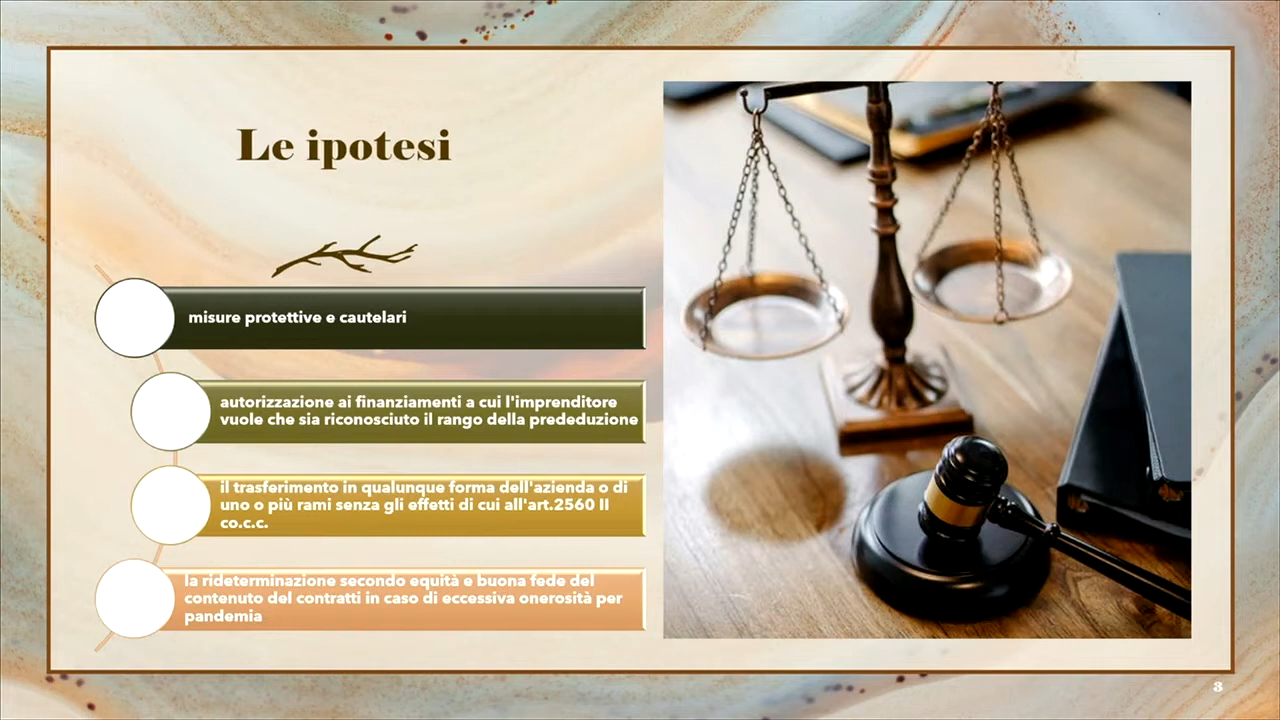 Le ipotesi
misure protettive e cautelari
autorizzazione ai finanziamenti a cui l'imprenditore
vuole che sia riconosciuto il rango della prededuzione
il trasferimento in qualunque forma dell'azienda o di
uno o più rami senza gli effetti di cui all'art.2560 II
co.c.c.
la rideterminazione secondo equità e buona fede del
contenuto del contratti in caso di eccessiva onerosità per
pandemia
3